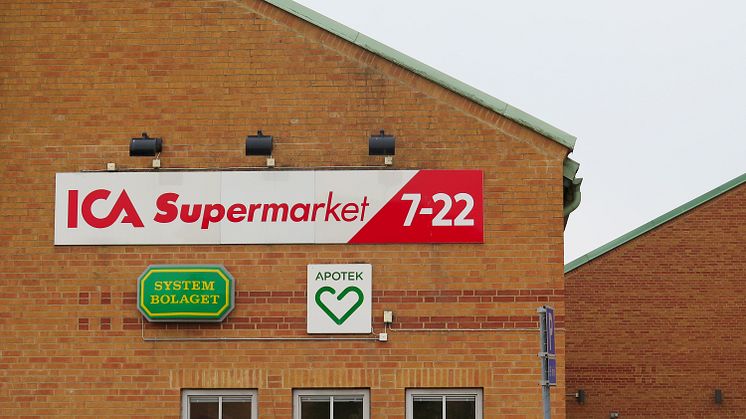 ICA Supermarket 7-22
SYSTEM
BOLAGET
APOTEK